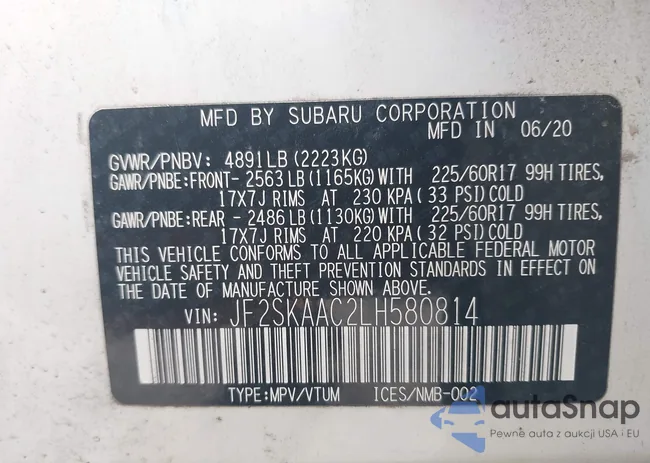 MFD BY SUBARU CORPORATION
MFD IN 06/20
GVWR/PNBV: 4891LB (2223KG)
GAWR/PNBE:FRONT- 2563 LB (1165KG)WITH 225/60R17 99H TIRES,
17X7J RIMS AT 230 KPA ( 33 PSI) COLD
GAWR/PNBE:REAR - 2486 LB (1130KG)WITH 225/60R17 99H TIRES,
17X7J RIMS AT 220 KPA ( 32 PSI) COLD
THIS VEHICLE CONFORMS TO ALL APPLICABLE FEDERAL MOTOR
VEHICLE SAFETY AND THEFT PREVENTION STANDARDS IN EFFECT ON
THE DATE OF MANUFACTURE SHOWN ABOVE.
VIN: JF2SKAAC2LH580814
TYPE:MPV/VTUM ICES/NMB-002
autaSnap
Pewne auta z aukcji USA i EU